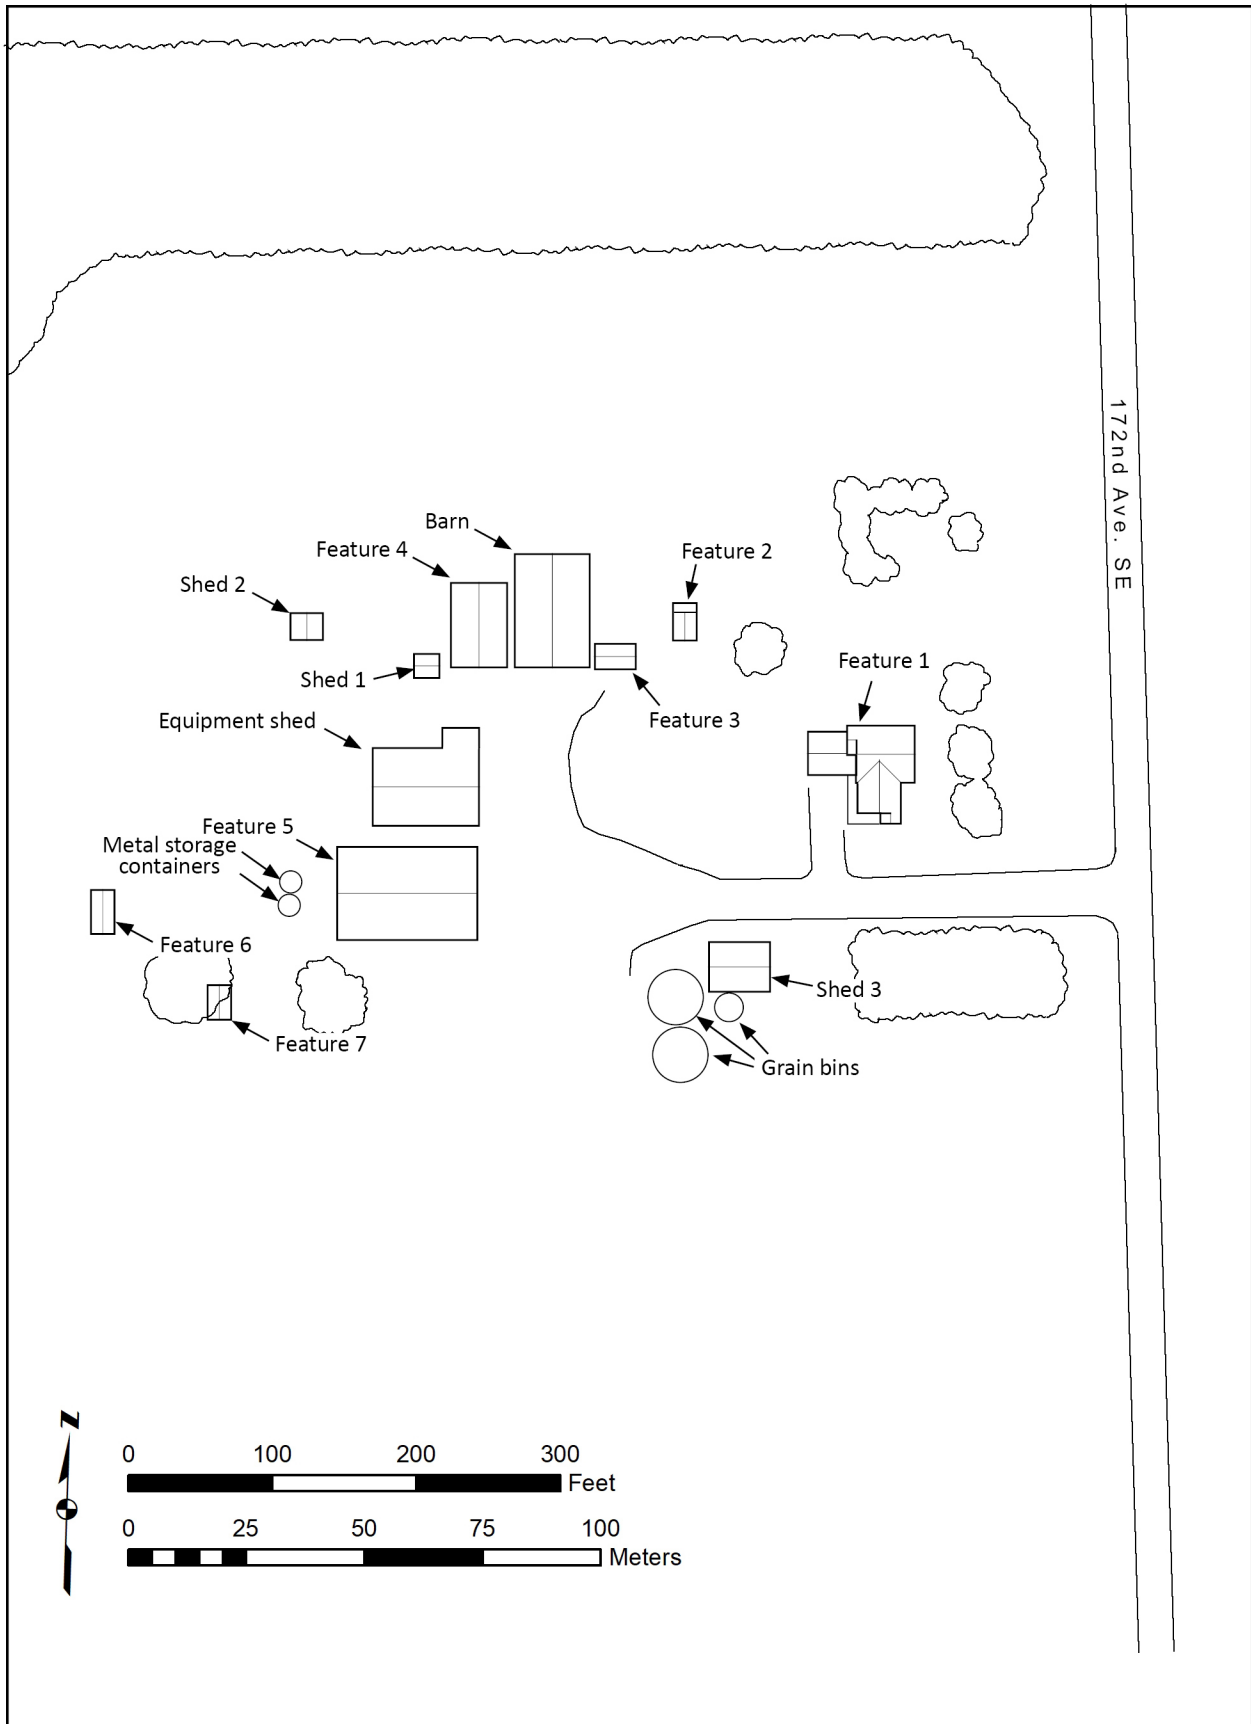 172nd Ave. SE
Barn
Feature 4
Feature 2
Shed 2
Feature 1
Shed 1
Feature 3
Equipment shed
Feature 5
Metal storage
containers
Feature 6
Shed 3
Feature 7
Grain bins
N
0 100 200 300
Feet
0 25 50 75 100
Meters